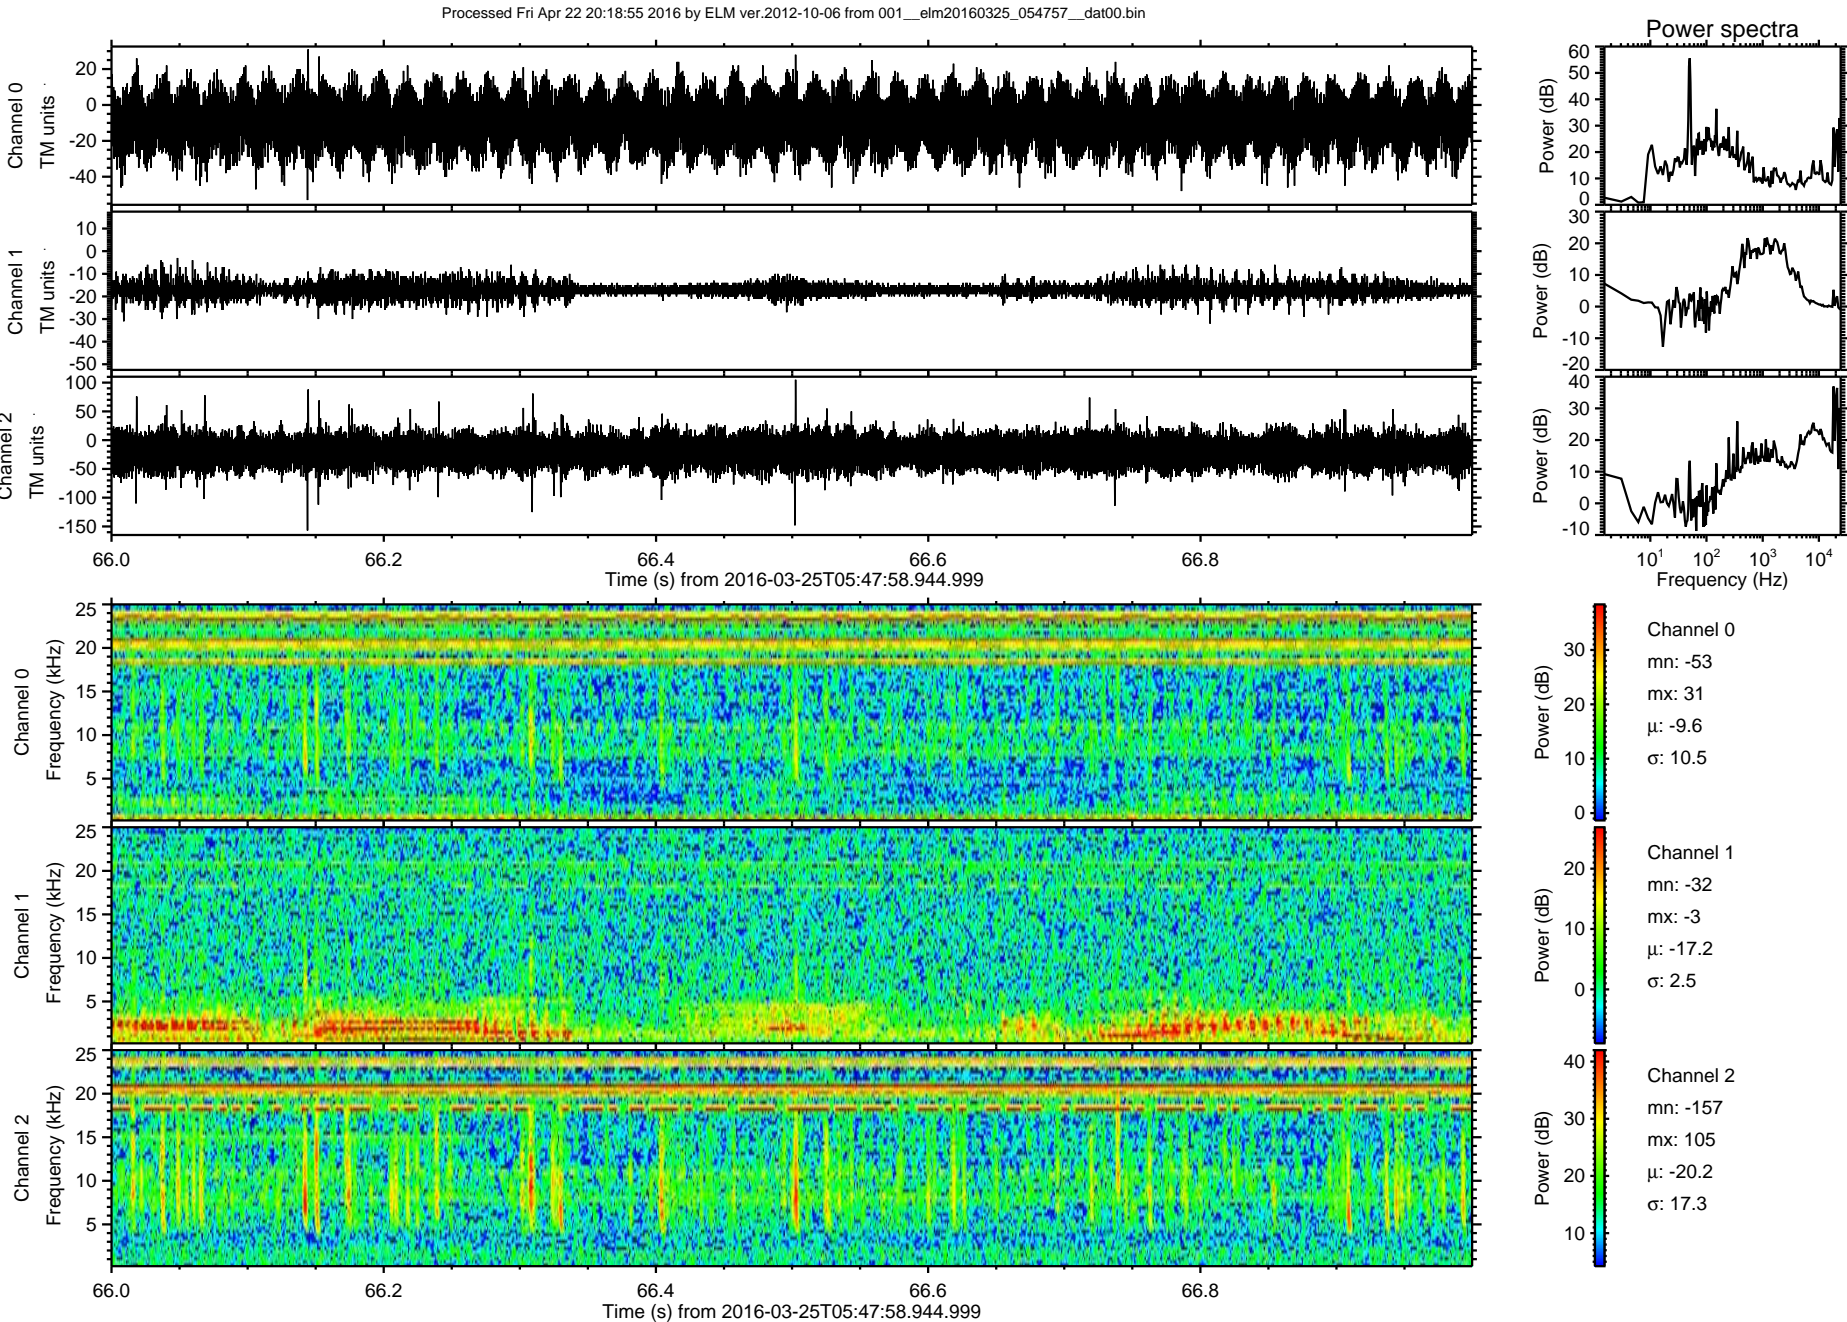 Processed Fri Apr 22 20:18:55 2016 by ELM ver.2012-10-06 from 001__elm20160325_054757__dat00.bin
Power spectra
Channel 0
TM units
20
0
-20
-40
Power (dB)
60
50
40
30
20
10
0
Channel 1
TM units
10
0
-10
-20
-30
-40
-50
Power (dB)
30
20
10
0
-10
-20
Channel 2
TM units
100
50
0
-50
-100
-150
Power (dB)
40
30
20
10
0
-10
66.0 66.2 66.4 66.6 66.8
Time (s) from 2016-03-25T05:47:58.944.999
10¹ 10² 10³ 10⁴
Frequency (Hz)
Channel 0
Frequency (kHz)
25
20
15
10
5
Power (dB)
30
20
10
0
Channel 0
mn: -53
mx: 31
µ: -9.6
σ: 10.5
Channel 1
Frequency (kHz)
25
20
15
10
5
Power (dB)
20
10
0
Channel 1
mn: -32
mx: -3
µ: -17.2
σ: 2.5
Channel 2
Frequency (kHz)
25
20
15
10
5
Power (dB)
40
30
20
10
Channel 2
mn: -157
mx: 105
µ: -20.2
σ: 17.3
66.0 66.2 66.4 66.6 66.8
Time (s) from 2016-03-25T05:47:58.944.999